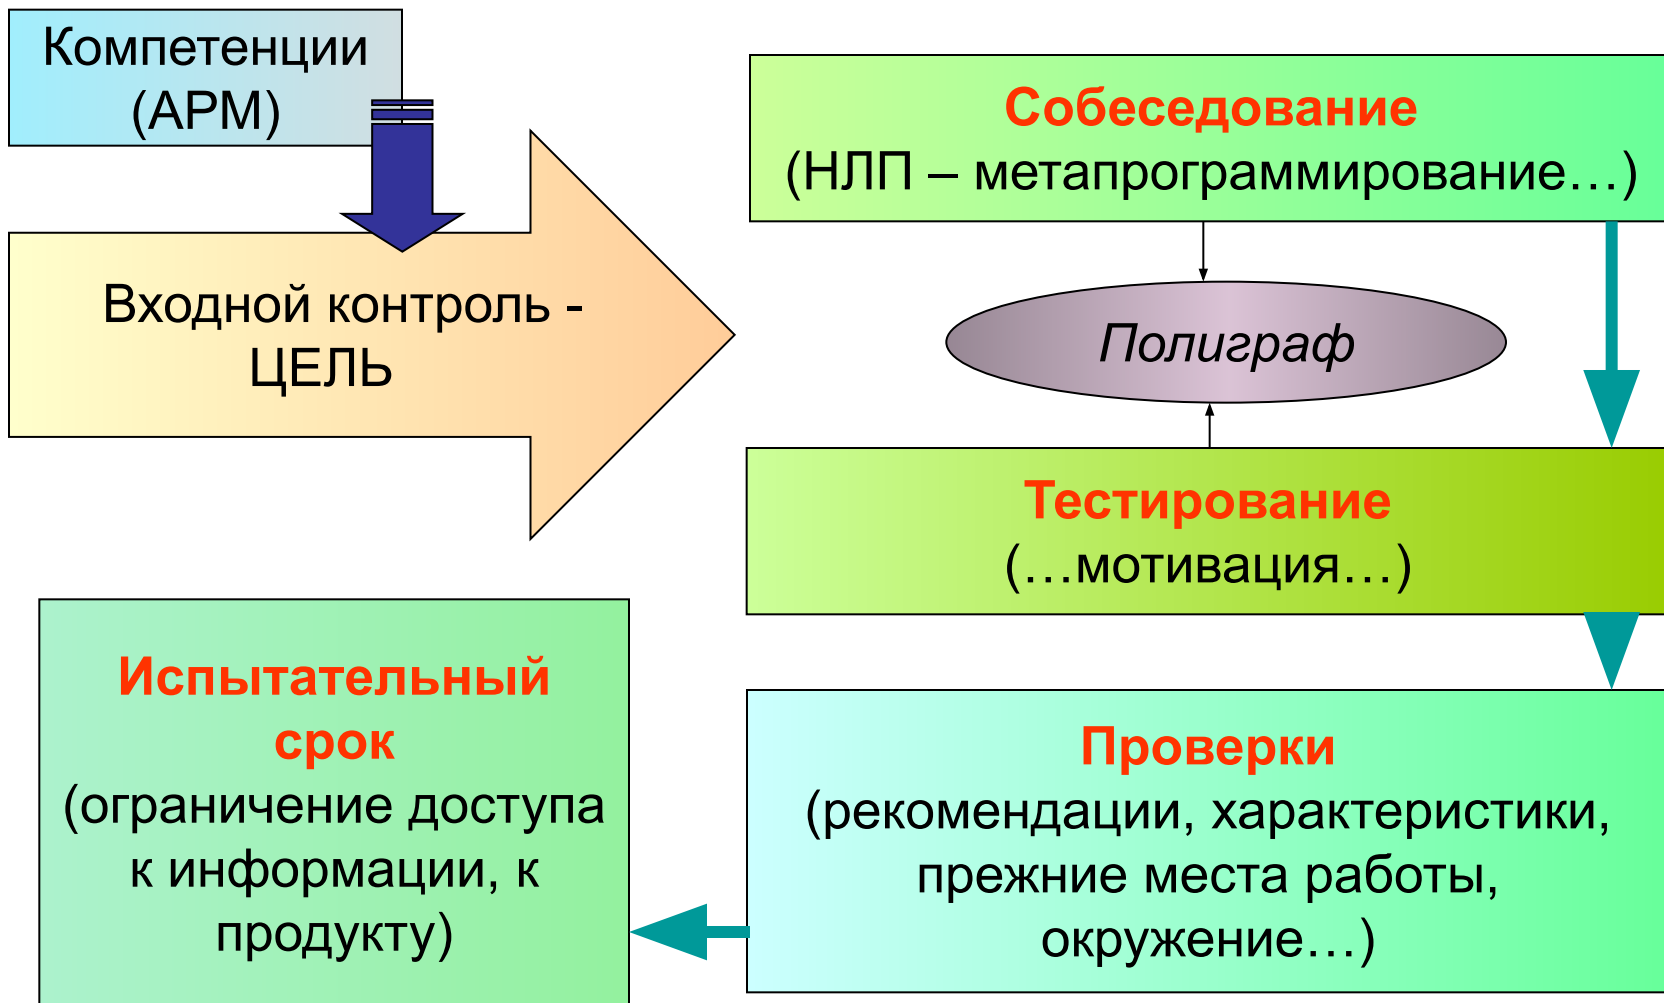 Компетенции
(АРМ)
Входной контроль -
ЦЕЛЬ
Собеседование
(НЛП – метапрограммирование…)
Полиграф
Тестирование
(…мотивация…)
Проверки
(рекомендации, характеристики,
прежние места работы,
окружение…)
Испытательный
срок
(ограничение доступа
к информации, к
продукту)